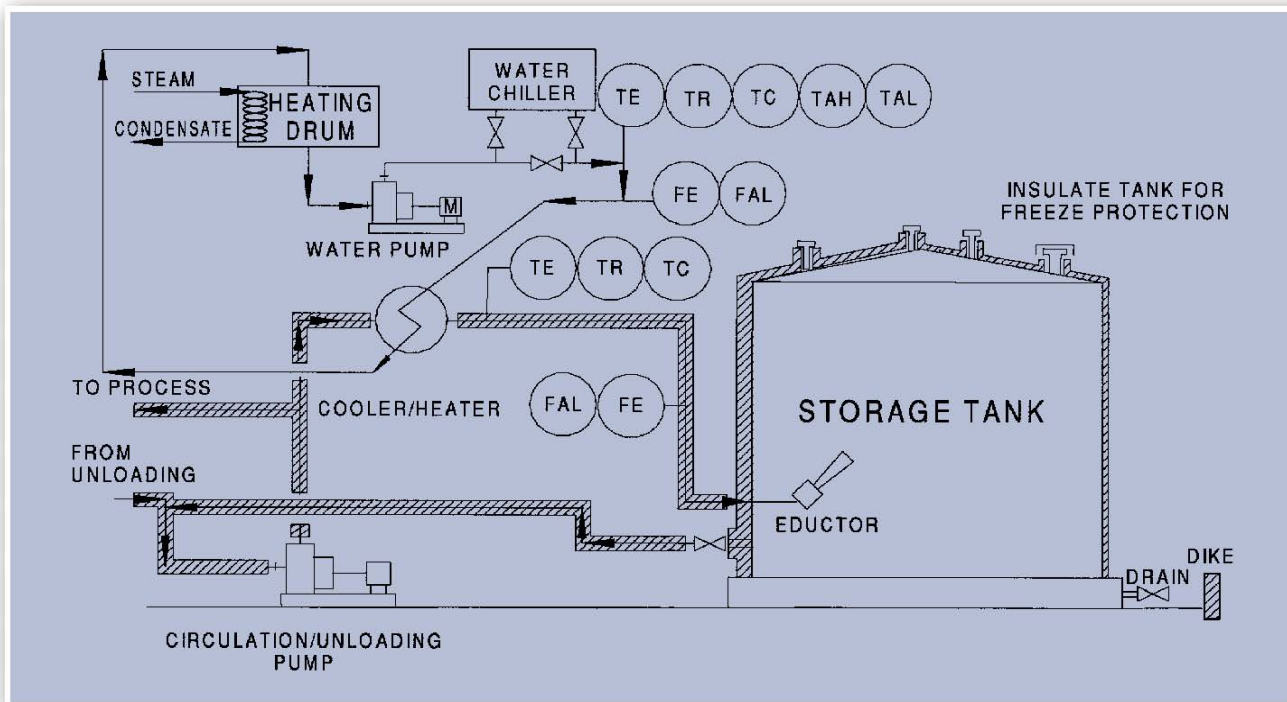 STEAM
CONDENSATE
HEATING
DRUM
WATER
CHILLER
TE
TR
TC
TAH
TAL
M
WATER PUMP
FE
FAL
INSULATE TANK FOR
FREEZE PROTECTION
TE
TR
TC
TO PROCESS
COOLER/HEATER
FAL
FE
STORAGE TANK
FROM
UNLOADING
EDUCTOR
DIKE
DRAIN
CIRCULATION/UNLOADING
PUMP